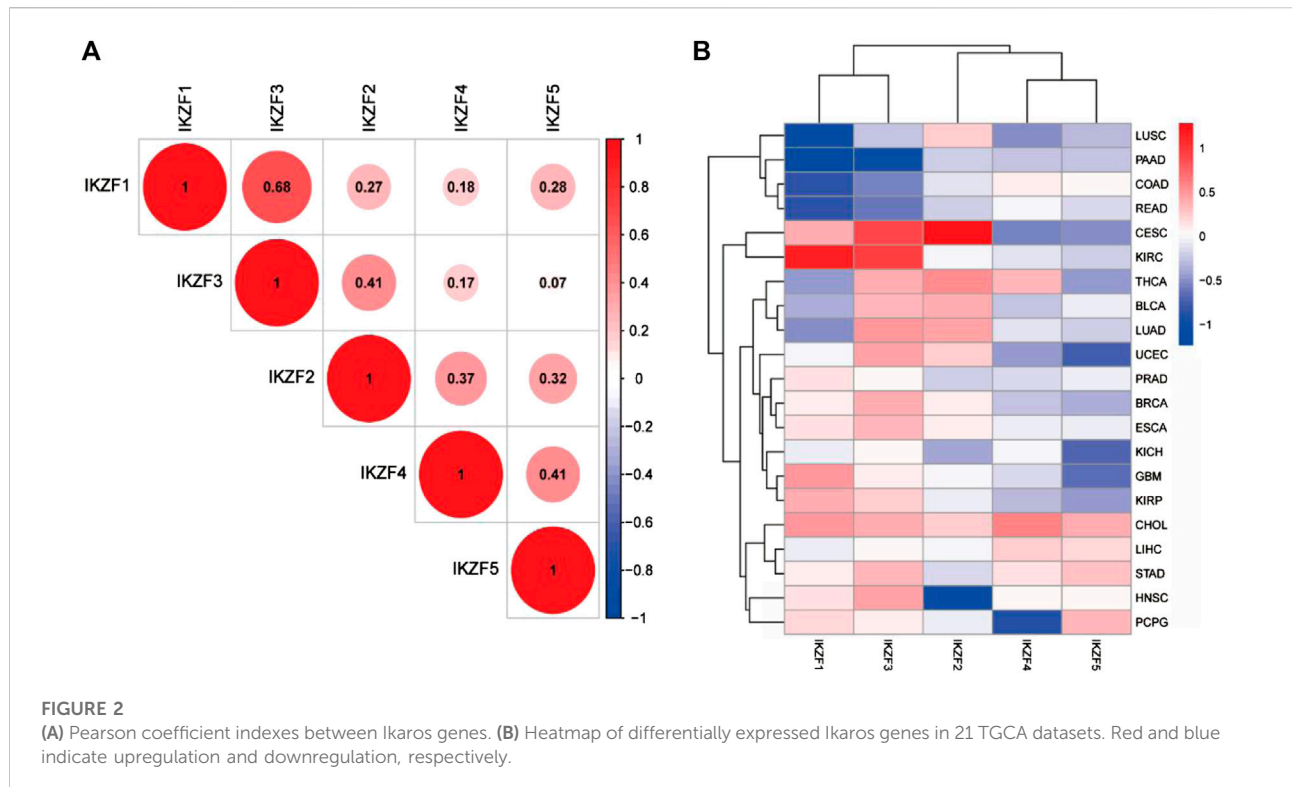 A
IKZF1
IKZF3
IKZF2
IKZF4
IKZF5
IKZF1 1 0.68 0.27 0.18 0.28
IKZF3 1 0.41 0.17 0.07
IKZF2 1 0.37 0.32
IKZF4 1 0.41
IKZF5 1
1
0.8
0.6
0.4
0.2
0
−0.2
−0.4
−0.6
−0.8
−1
B
LUSC
PAAD
COAD
READ
CESC
KIRC
THCA
BLCA
LUAD
UCEC
PRAD
BRCA
ESCA
KICH
GBM
KIRP
CHOL
LIHC
STAD
HNSC
PCPG
IKZF1
IKZF3
IKZF2
IKZF4
IKZF5
1
0.5
0
−0.5
−1
FIGURE 2
(A) Pearson coefficient indexes between Ikaros genes. (B) Heatmap of differentially expressed Ikaros genes in 21 TGCA datasets. Red and blue
indicate upregulation and downregulation, respectively.